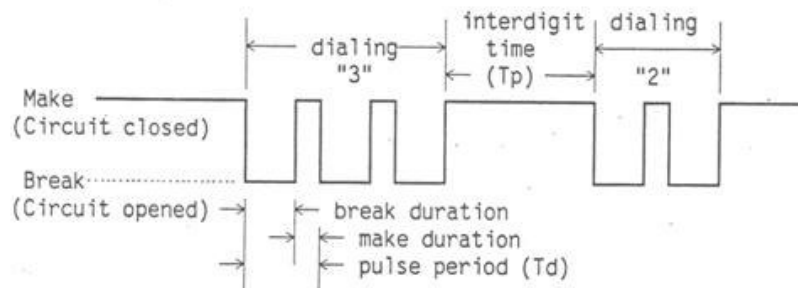 interdigit
dialing time dialing
"3" (Tp) "2"
Make
(Circuit closed)
Break
(Circuit opened)
break duration
make duration
pulse period (Td)